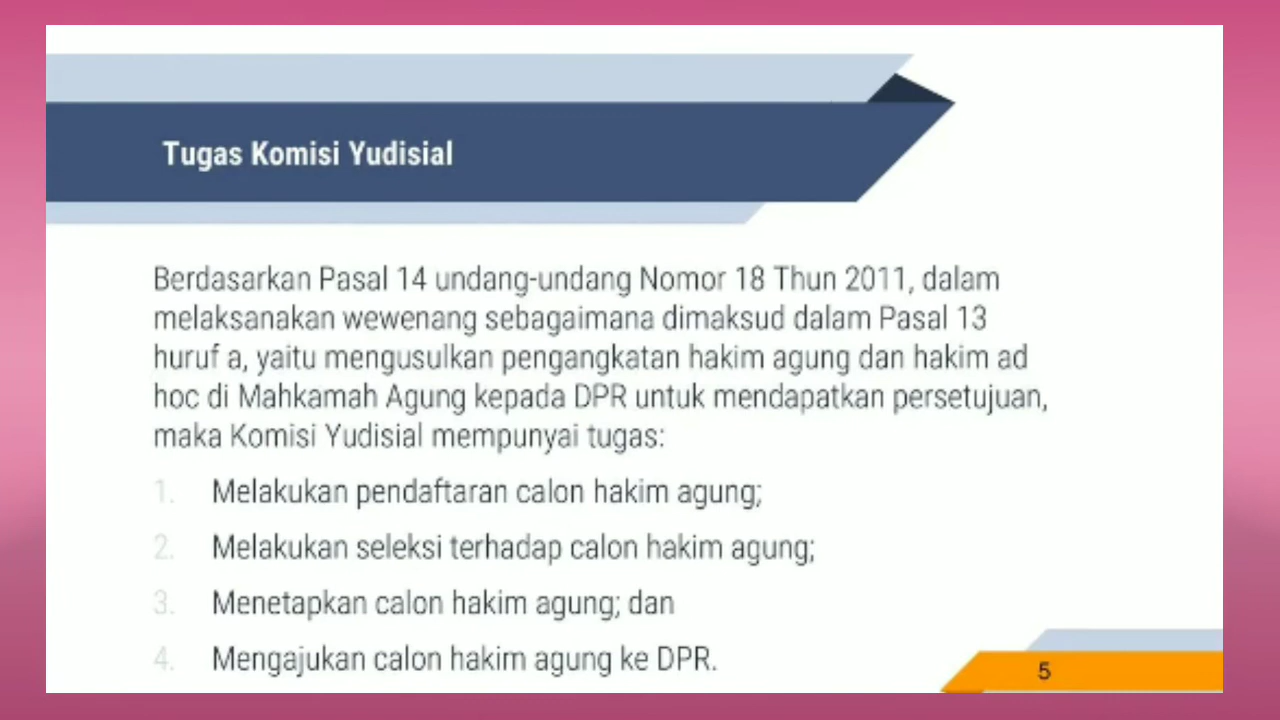 Tugas Komisi Yudisial
Berdasarkan Pasal 14 undang-undang Nomor 18 Thun 2011, dalam
melaksanakan wewenang sebagaimana dimaksud dalam Pasal 13
huruf a, yaitu mengusulkan pengangkatan hakim agung dan hakim ad
hoc di Mahkamah Agung kepada DPR untuk mendapatkan persetujuan,
maka Komisi Yudisial mempunyai tugas:
1. Melakukan pendaftaran calon hakim agung;
2. Melakukan seleksi terhadap calon hakim agung;
3. Menetapkan calon hakim agung; dan
4. Mengajukan calon hakim agung ke DPR.
5